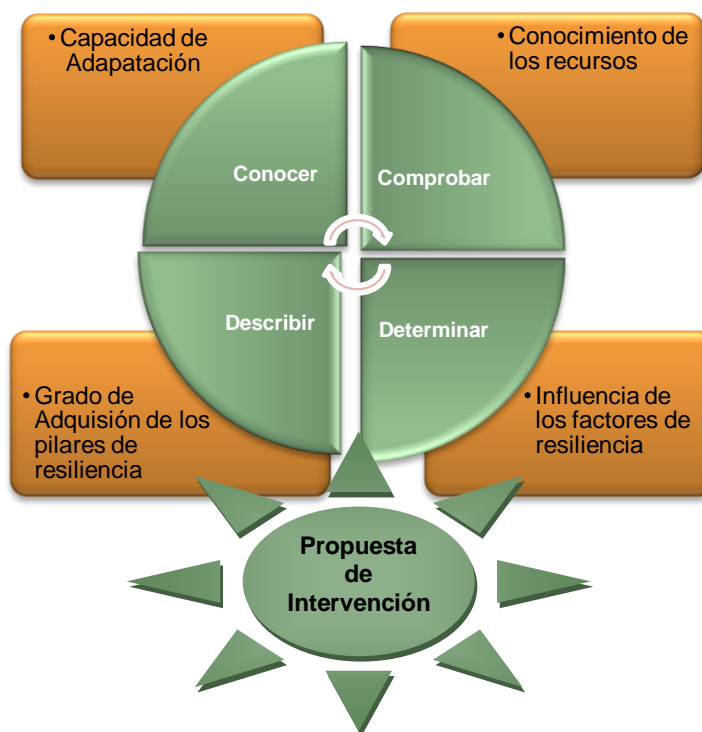 • Capacidad de
Adapatación
• Conocimiento de
los recursos
Conocer
Comprobar
Describir
Determinar
• Grado de
Adquisión de los
pilares de
resiliencia
• Influencia de
los factores de
resiliencia
Propuesta
de
Intervención